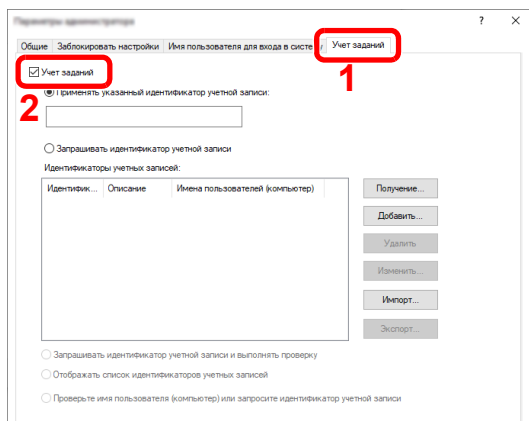 Параметры администратора
? X
Общие Заблокировать настройки Имя пользователя для входа в систему Учет заданий
1
Учет заданий
2
Применять указанный идентификатор учетной записи:
Запрашивать идентификатор учетной записи
Идентификаторы учетных записей:
Идентифик... Описание Имена пользователей (компьютер)
Получение...
Добавить...
Удалить
Изменить...
Импорт...
Экспорт...
Запрашивать идентификатор учетной записи и выполнять проверку
Отображать список идентификаторов учетных записей
Проверьте имя пользователя (компьютер) или запросите идентификатор учетной записи